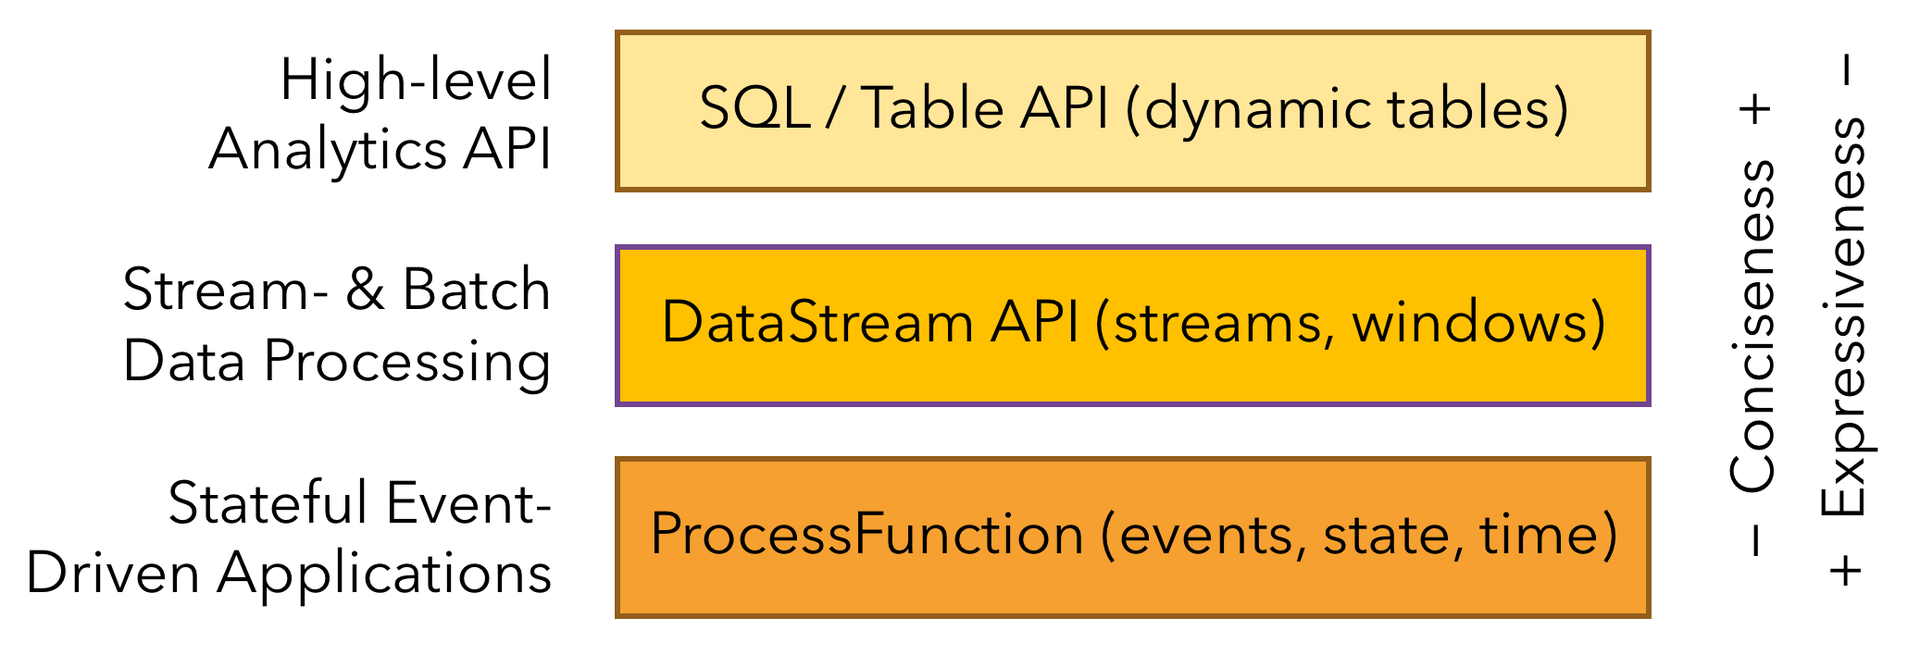 High-level
Analytics API
SQL / Table API (dynamic tables)
Stream- & Batch
Data Processing
DataStream API (streams, windows)
Stateful Event-
Driven Applications
ProcessFunction (events, state, time)
− Conciseness +
+ Expressiveness −